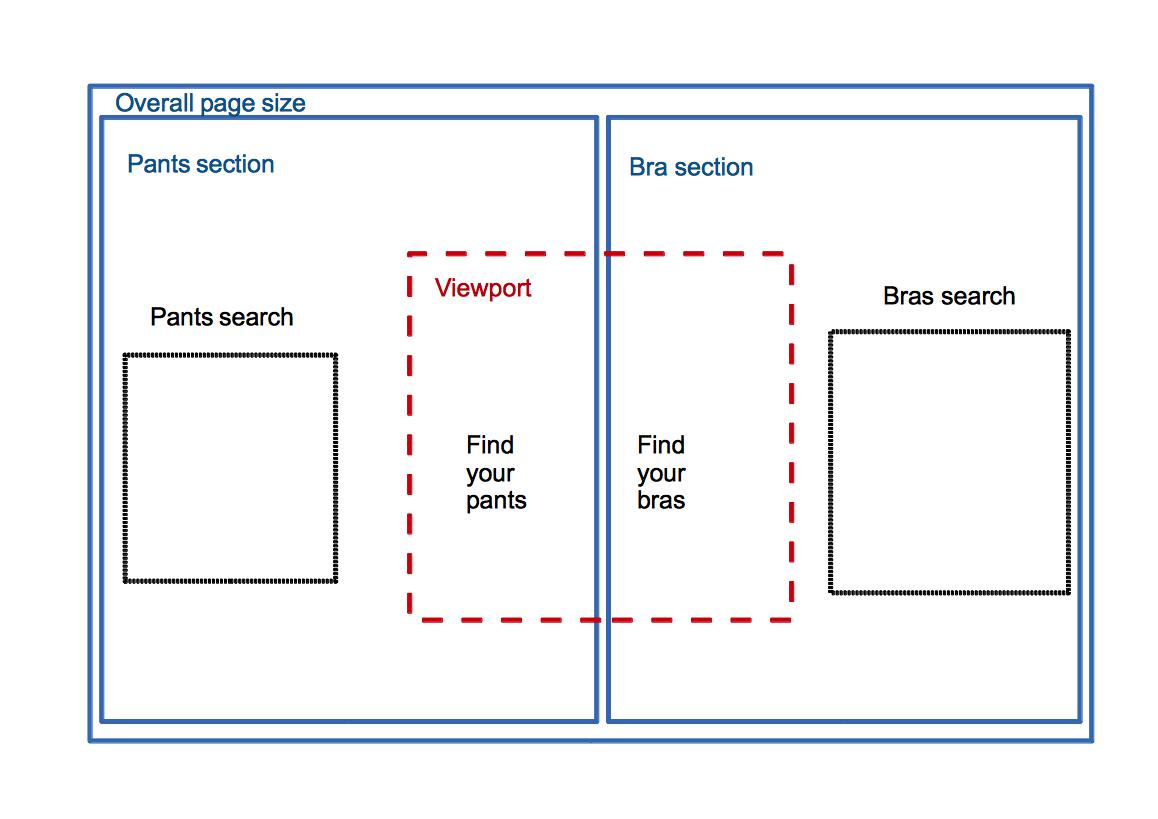 Overall page size
Pants section
Bra section
Viewport
Pants search
Bras search
Find
your
pants
Find
your
bras